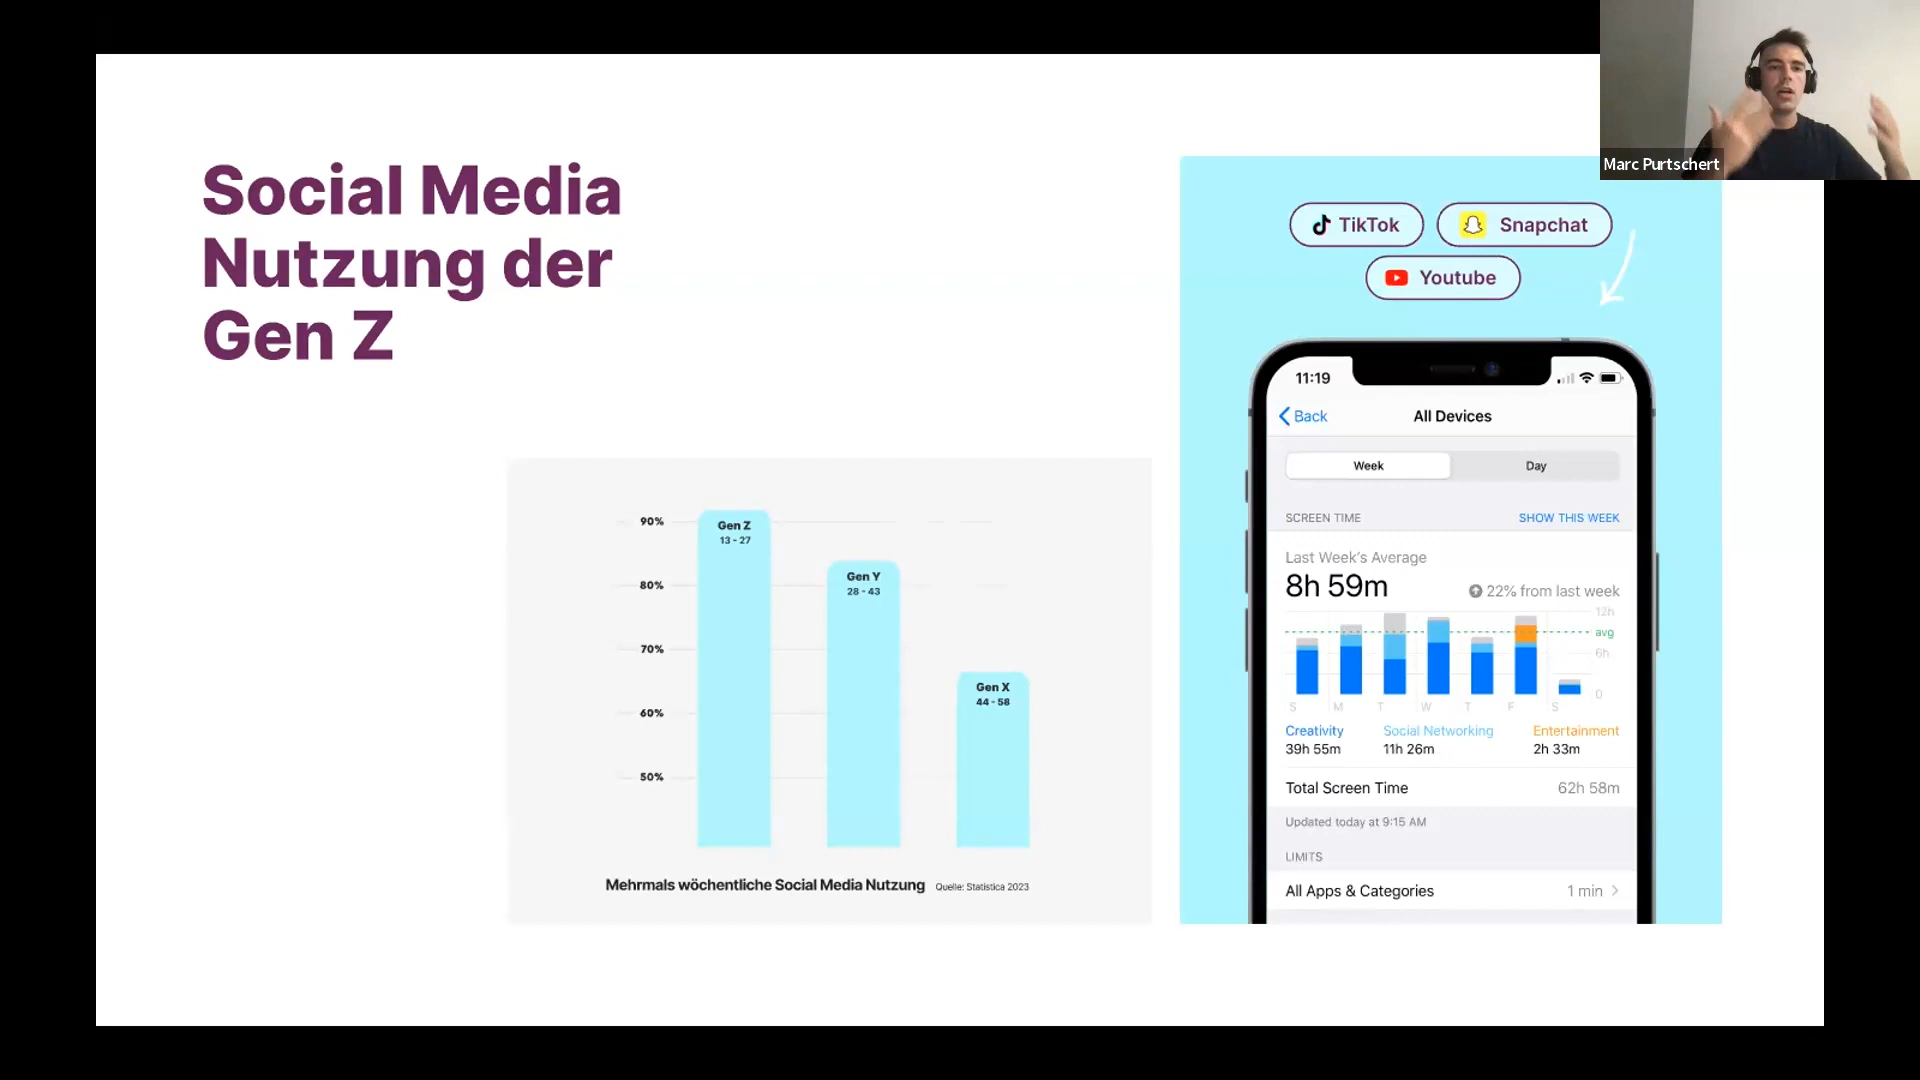 Marc Purtschert
Social Media
Nutzung der
Gen Z
90%
80%
70%
60%
50%
Gen Z
13 - 27
Gen Y
28 - 43
Gen X
44 - 58
Mehrmals wöchentliche Social Media Nutzung Quelle: Statistica 2023
TikTok
Snapchat
Youtube
11:19
Back All Devices
Week Day
SCREEN TIME SHOW THIS WEEK
Last Week's Average
8h 59m 22% from last week
12h
avg
6h
0
S M T W T F S
Creativity Social Networking Entertainment
39h 55m 11h 26m 2h 33m
Total Screen Time 62h 58m
Updated today at 9:15 AM
LIMITS
All Apps & Categories 1 min